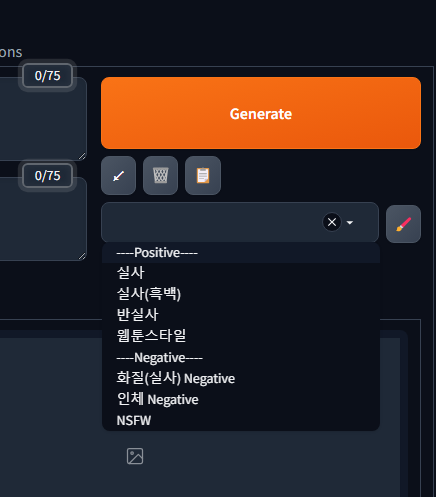 ons
0/75
Generate
0/75
----Positive----
실사
실사(흑백)
반실사
웹툰스타일
----Negative----
화질(실사) Negative
인체 Negative
NSFW